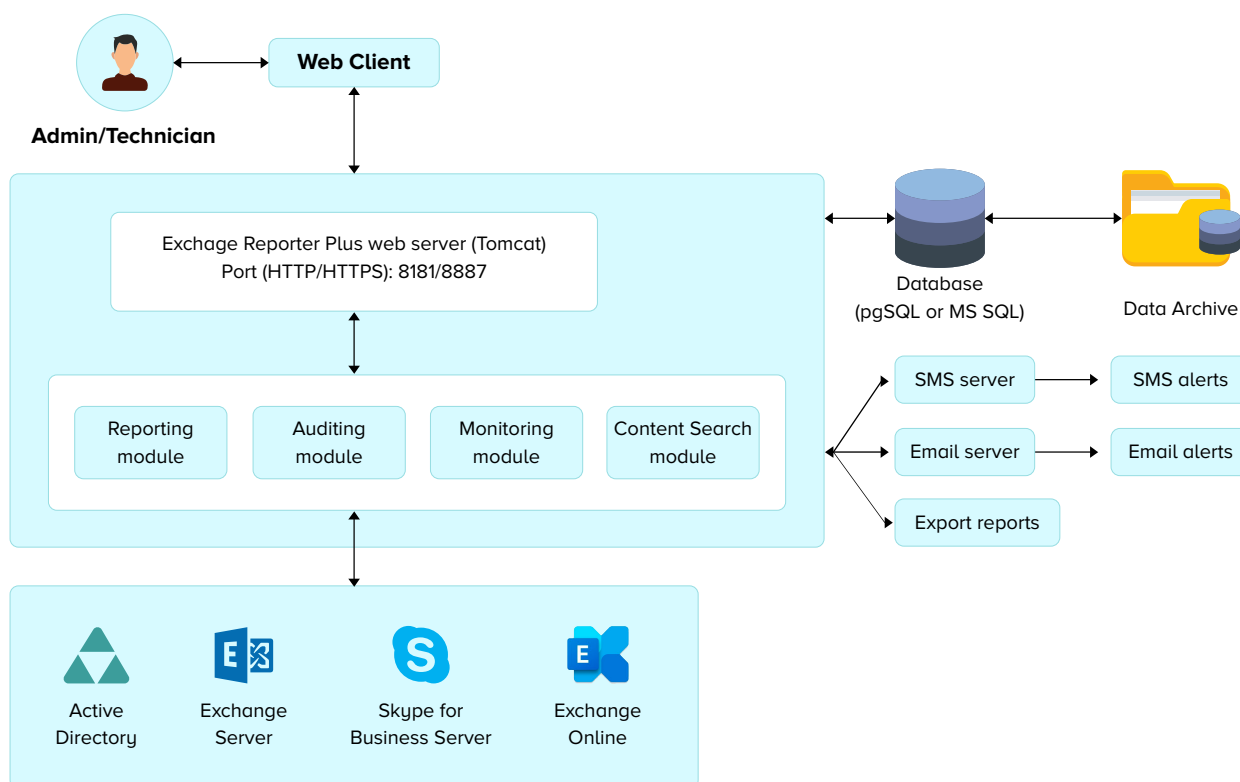 Web Client
Admin/Technician
Exchage Reporter Plus web server (Tomcat)
Port (HTTP/HTTPS): 8181/8887
Reporting
module
Auditing
module
Monitoring
module
Content Search
module
Database
(pgSQL or MS SQL)
Data Archive
SMS server
SMS alerts
Email server
Email alerts
Export reports
Active
Directory
E
Exchange
Server
S
Skype for
Business Server
E
Exchange
Online